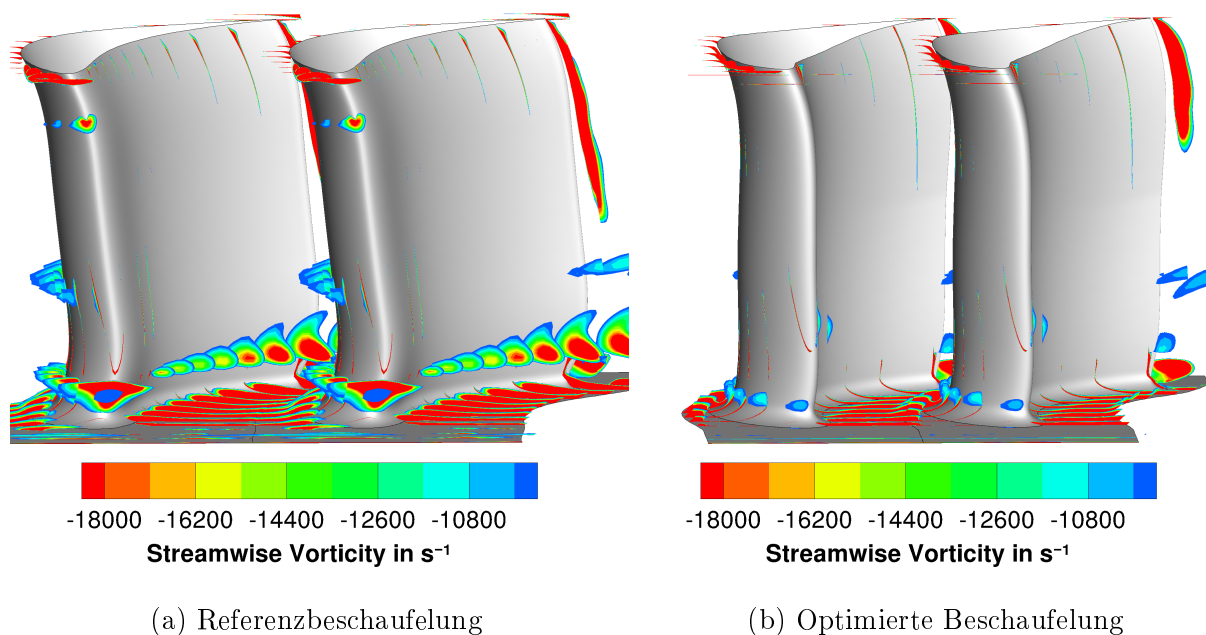 -18000 -16200 -14400 -12600 -10800
Streamwise Vorticity in s⁻¹
(a) Referenzbeschaufelung
-18000 -16200 -14400 -12600 -10800
Streamwise Vorticity in s⁻¹
(b) Optimierte Beschaufelung